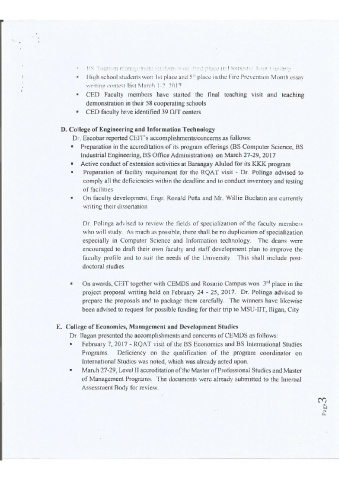 BS Tourism management students won third place in Domestic Tour Guiding
• High school students won 1st place and 5th place in the Fire Prevention Month essay
writing contest last March 1-2, 2017
• CED Faculty members have started the final teaching visit and teaching
demonstration in their 38 cooperating schools
• CED faculty have identified 39 OJT centers
D. College of Engineering and Information Technology
Dr. Escobar reported CEIT's accomplishments/concerns as follows:
• Preparation in the accreditation of its program offerings (BS Computer Science, BS
Industrial Engineering, BS Office Administration) on March 27-29, 2017
• Active conduct of extension activities at Barangay Alulod for its KKK program
• Preparation of facility requirement for the RQAT visit - Dr. Polinga advised to
comply all the deficiencies within the deadline and to conduct inventory and testing
of facilities
• On faculty development, Engr. Ronald Peña and Mr. Willie Buclatin are currently
writing their dissertation
Dr. Polinga advised to review the fields of specialization of the faculty members
who will study. As much as possible, there shall be no duplication of specialization
especially in Computer Science and Information technology. The deans were
encouraged to draft their own faculty and staff development plan to improve the
faculty profile and to suit the needs of the University. This shall include post-
doctoral studies
• On awards, CEIT together with CEMDS and Rosario Campus won 3rd place in the
project proposal writing held on February 24 - 25, 2017. Dr. Polinga advised to
prepare the proposals and to package them carefully. The winners have likewise
been advised to request for possible funding for their trip to MSU-IIT, Iligan, City
E. College of Economics, Management and Development Studies
Dr. Ilagan presented the accomplishments and concerns of CEMDS as follows:
• February 7, 2017 - RQAT visit of the BS Economics and BS International Studies
Programs. Deficiency on the qualification of the program coordinator on
International Studies was noted, which was already acted upon.
• March 27-29, Level II accreditation of the Master of Professional Studies and Master
of Management Programs. The documents were already submitted to the Internal
Assessment Body for review.
Page 3